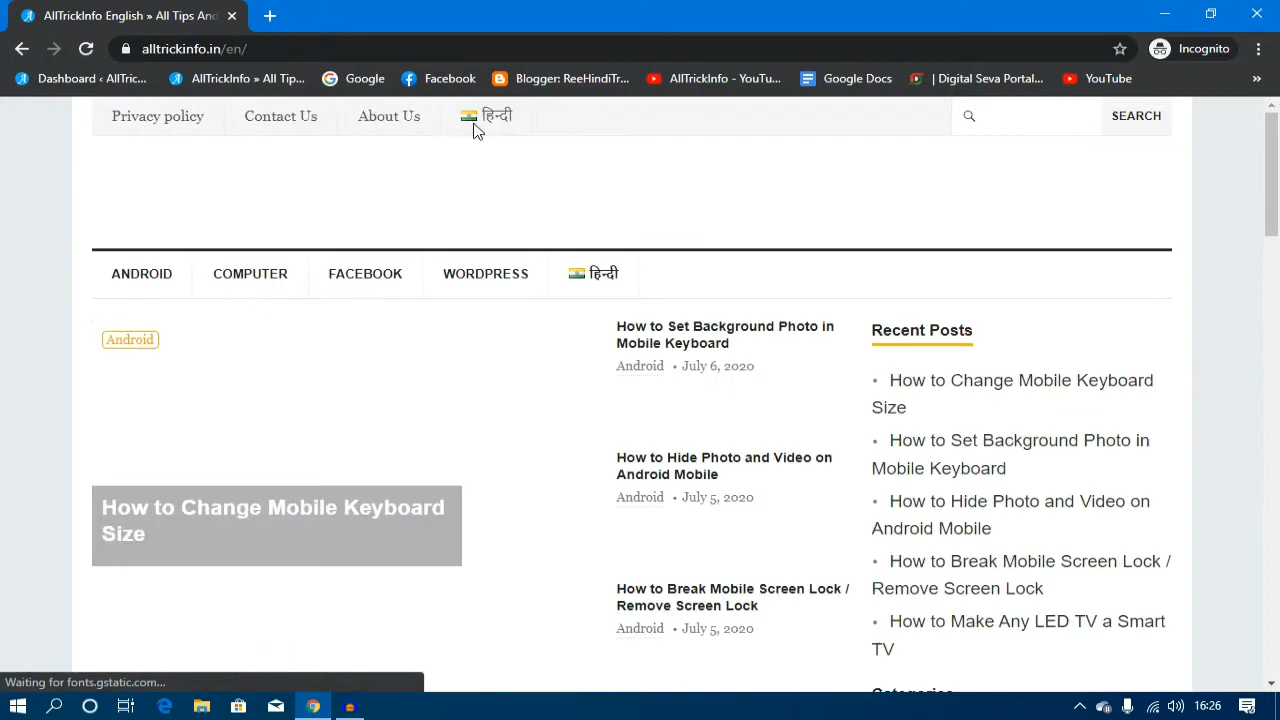 AllTrickInfo English » All Tips And
alltrickinfo.in/en/
Incognito
Dashboard ‹ AllTric...
AllTrickInfo » All Tip...
Google
Facebook
Blogger: ReeHindiTr...
AllTrickInfo - YouTu...
Google Docs
| Digital Seva Portal...
YouTube
»
Privacy policy
Contact Us
About Us
हिन्दी
SEARCH
ANDROID
COMPUTER
FACEBOOK
WORDPRESS
हिन्दी
Android
How to Change Mobile Keyboard
Size
How to Set Background Photo in
Mobile Keyboard
Android • July 6, 2020
How to Hide Photo and Video on
Android Mobile
Android • July 5, 2020
How to Break Mobile Screen Lock /
Remove Screen Lock
Android • July 5, 2020
Recent Posts
• How to Change Mobile Keyboard
Size
• How to Set Background Photo in
Mobile Keyboard
• How to Hide Photo and Video on
Android Mobile
• How to Break Mobile Screen Lock /
Remove Screen Lock
• How to Make Any LED TV a Smart
TV
Categories
Waiting for fonts.gstatic.com...
16:26